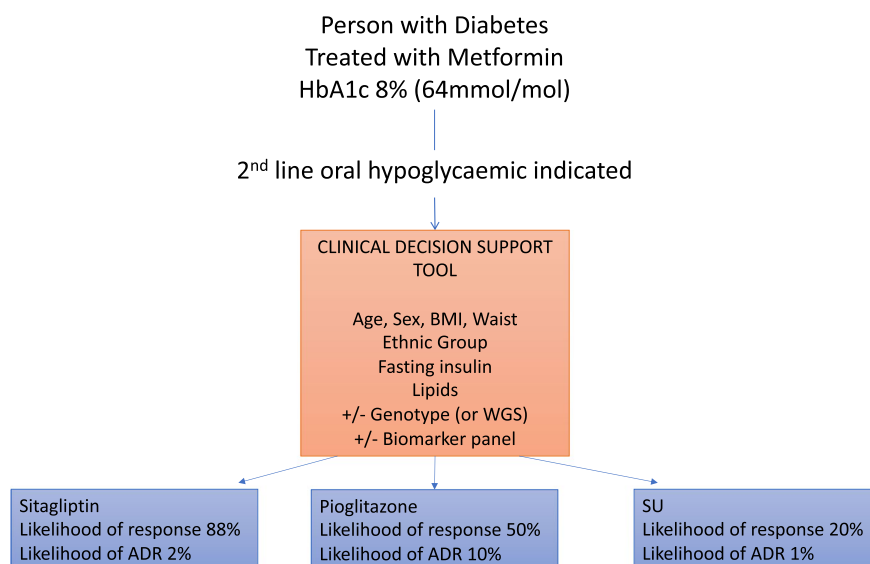 Person with Diabetes
Treated with Metformin
HbA1c 8% (64mmol/mol)
2nd line oral hypoglycaemic indicated
CLINICAL DECISION SUPPORT
TOOL
Age, Sex, BMI, Waist
Ethnic Group
Fasting insulin
Lipids
+/- Genotype (or WGS)
+/- Biomarker panel
Sitagliptin
Likelihood of response 88%
Likelihood of ADR 2%
Pioglitazone
Likelihood of response 50%
Likelihood of ADR 10%
SU
Likelihood of response 20%
Likelihood of ADR 1%